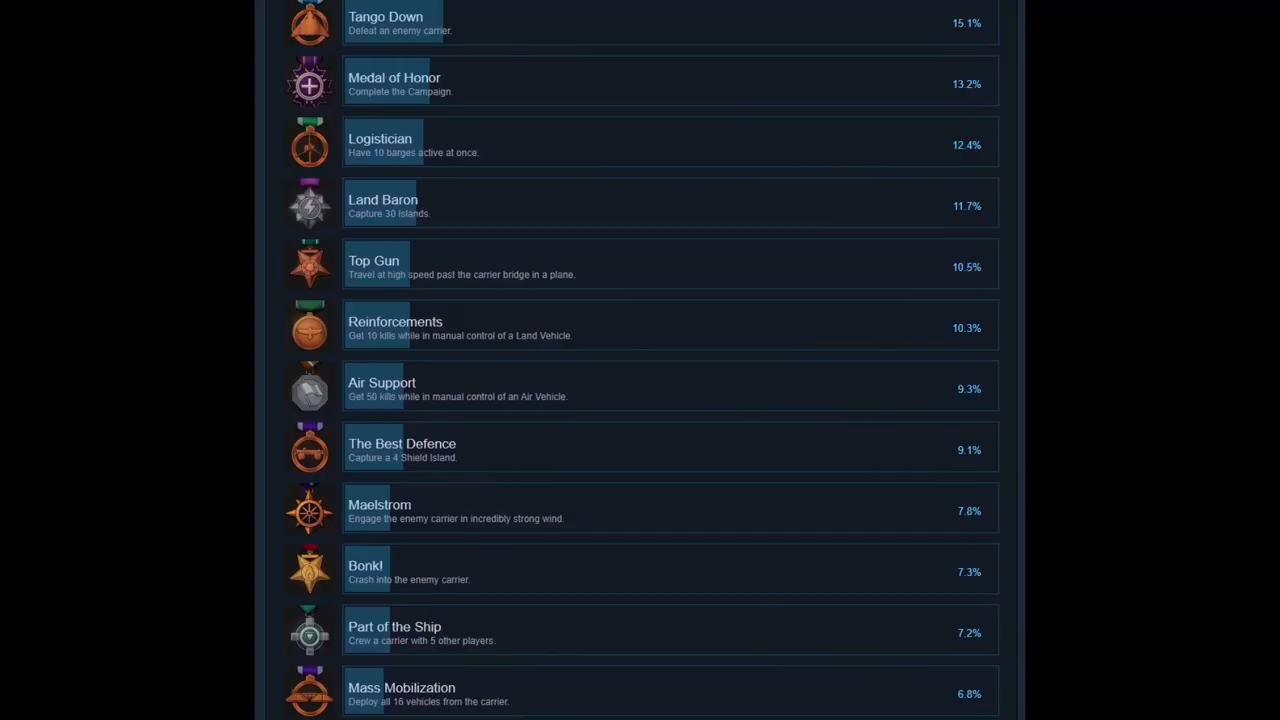 Tango Down
Defeat an enemy carrier.
15.1%
Medal of Honor
Complete the Campaign.
13.2%
Logistician
Have 10 barges active at once.
12.4%
Land Baron
Capture 30 Islands.
11.7%
Top Gun
Travel at high speed past the carrier bridge in a plane.
10.5%
Reinforcements
Get 10 kills while in manual control of a Land Vehicle.
10.3%
Air Support
Get 50 kills while in manual control of an Air Vehicle.
9.3%
The Best Defence
Capture a 4 Shield Island.
9.1%
Maelstrom
Engage the enemy carrier in incredibly strong wind.
7.8%
Bonk!
Crash into the enemy carrier.
7.3%
Part of the Ship
Crew a carrier with 5 other players.
7.2%
Mass Mobilization
Deploy all 16 vehicles from the carrier.
6.8%